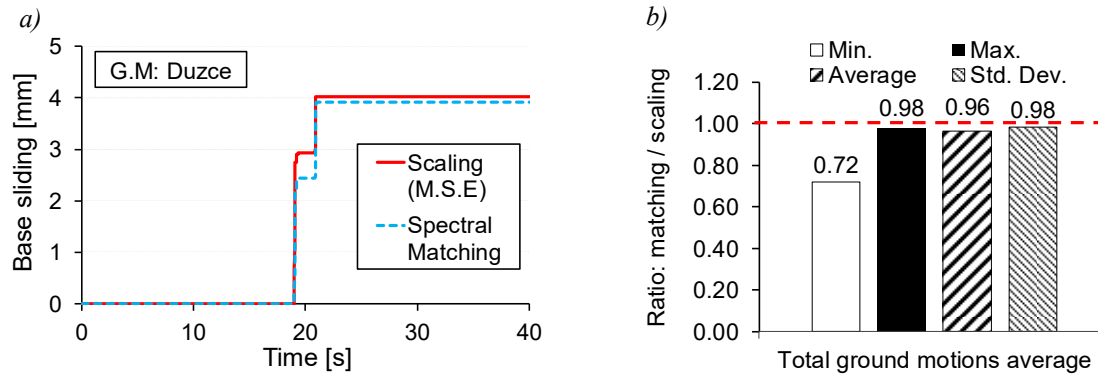 a)
5
4
3
2
1
0
Base sliding [mm]
G.M: Duzce
Scaling
(M.S.E)
Spectral
Matching
0 10 20 30 40
Time [s]
b)
Min. Max.
Average Std. Dev.
1.20
1.00
0.80
0.60
0.40
0.20
0.00
Ratio: matching / scaling
0.72 0.98 0.96 0.98
Total ground motions average